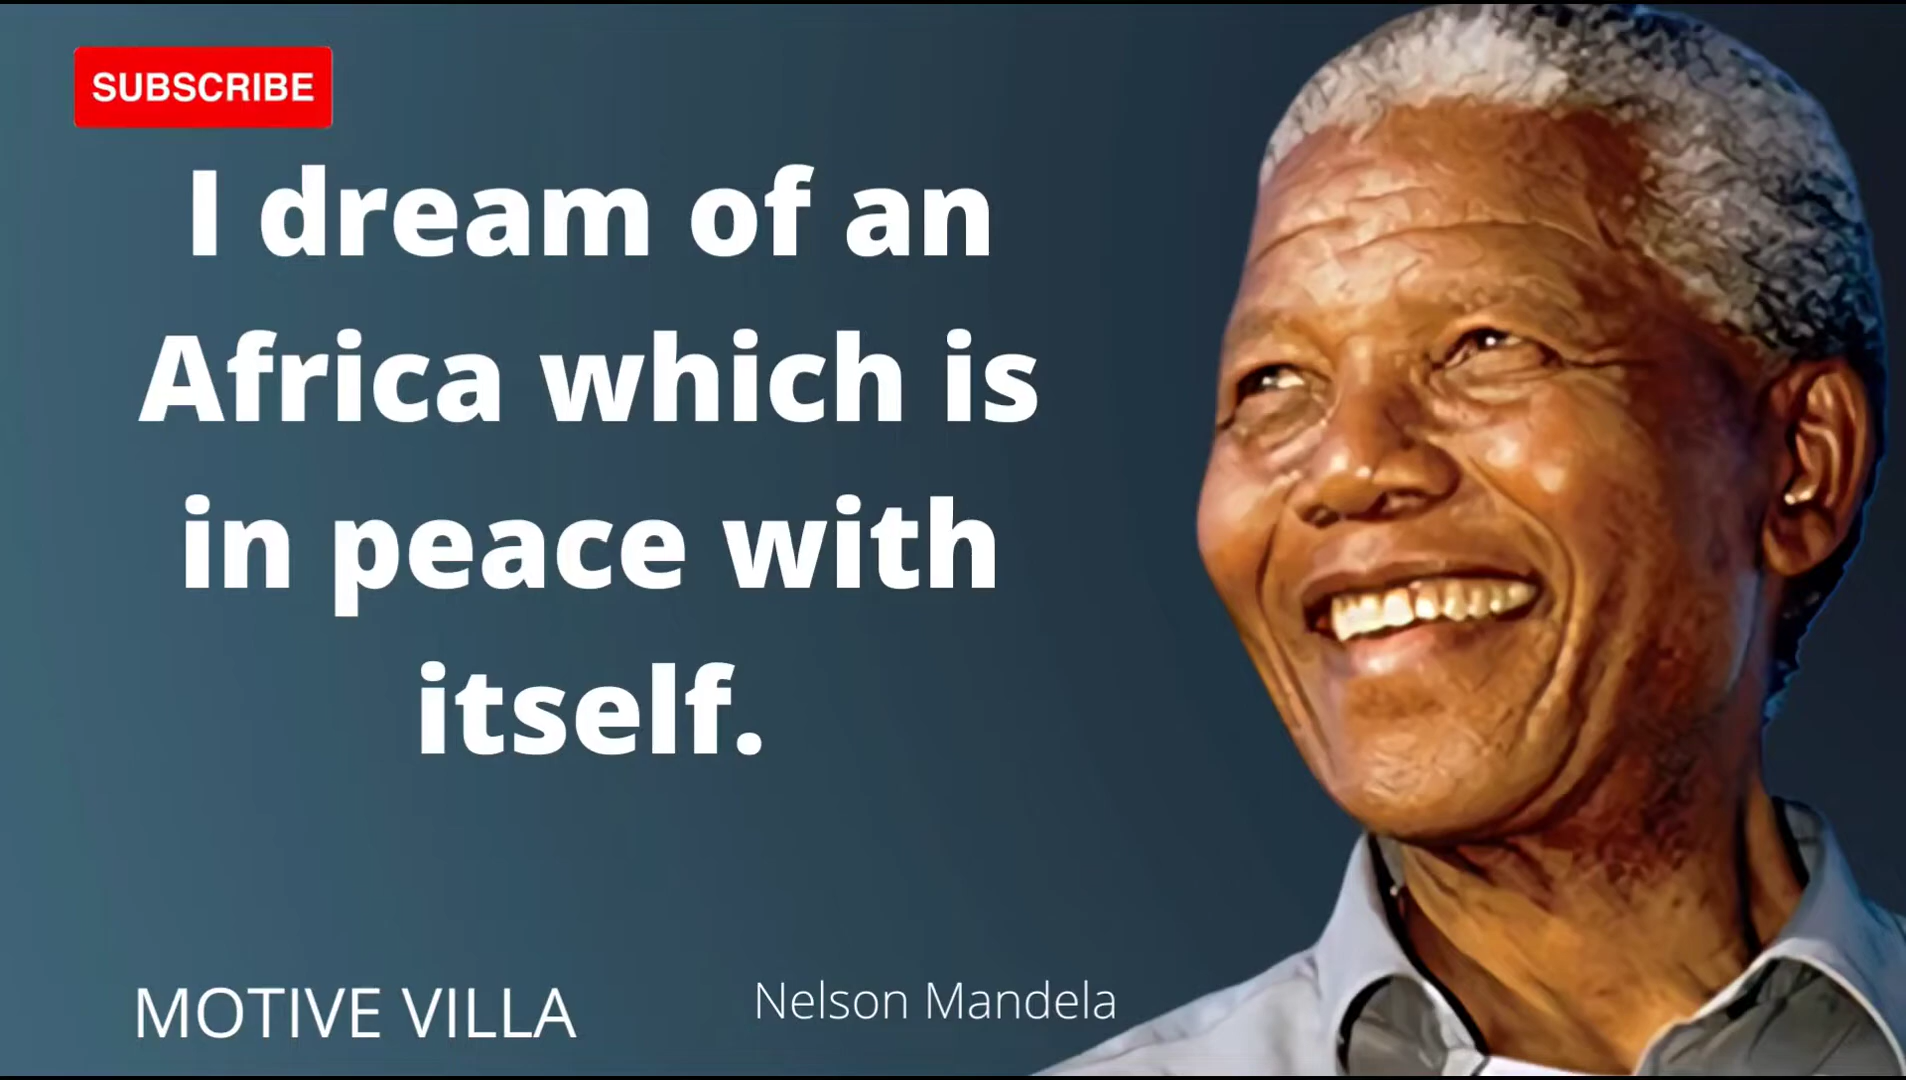 SUBSCRIBE
I dream of an
Africa which is
in peace with
itself.
MOTIVE VILLA
Nelson Mandela